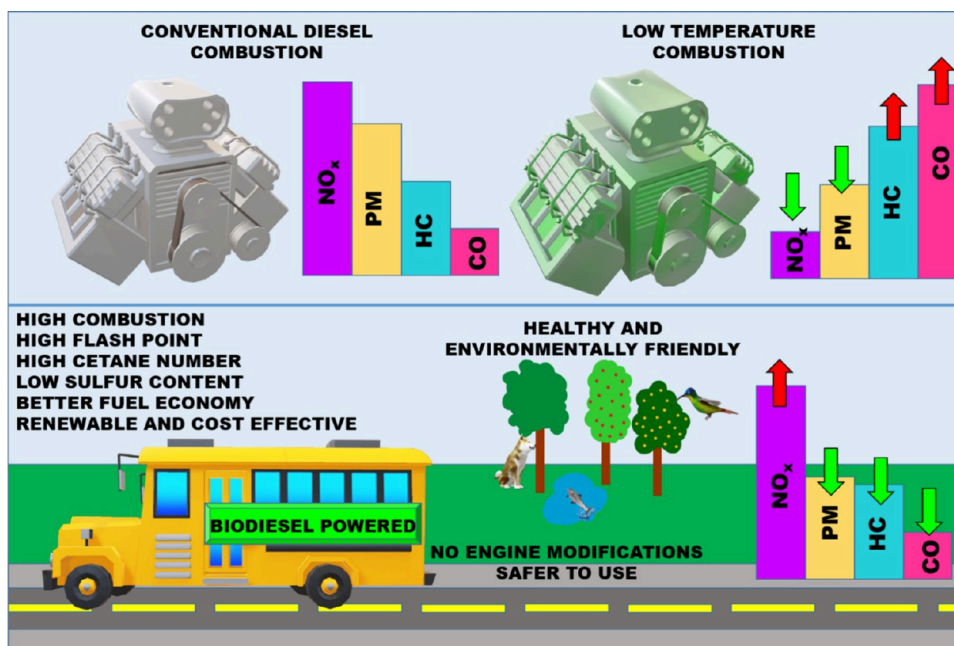 CONVENTIONAL DIESEL
COMBUSTION
NOₓ
PM
HC
CO
LOW TEMPERATURE
COMBUSTION
NOₓ
PM
HC
CO
HIGH COMBUSTION
HIGH FLASH POINT
HIGH CETANE NUMBER
LOW SULFUR CONTENT
BETTER FUEL ECONOMY
RENEWABLE AND COST EFFECTIVE
BIODIESEL POWERED
HEALTHY AND
ENVIRONMENTALLY FRIENDLY
NO ENGINE MODIFICATIONS
SAFER TO USE
NOₓ
PM
HC
CO